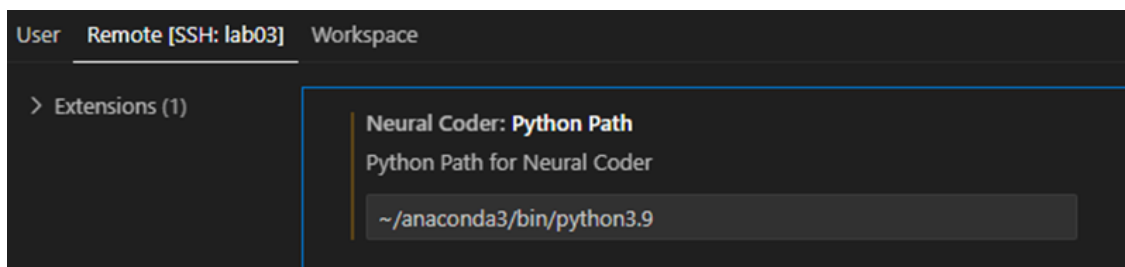 User Remote [SSH: lab03] Workspace
> Extensions (1)
Neural Coder: Python Path
Python Path for Neural Coder
~/anaconda3/bin/python3.9